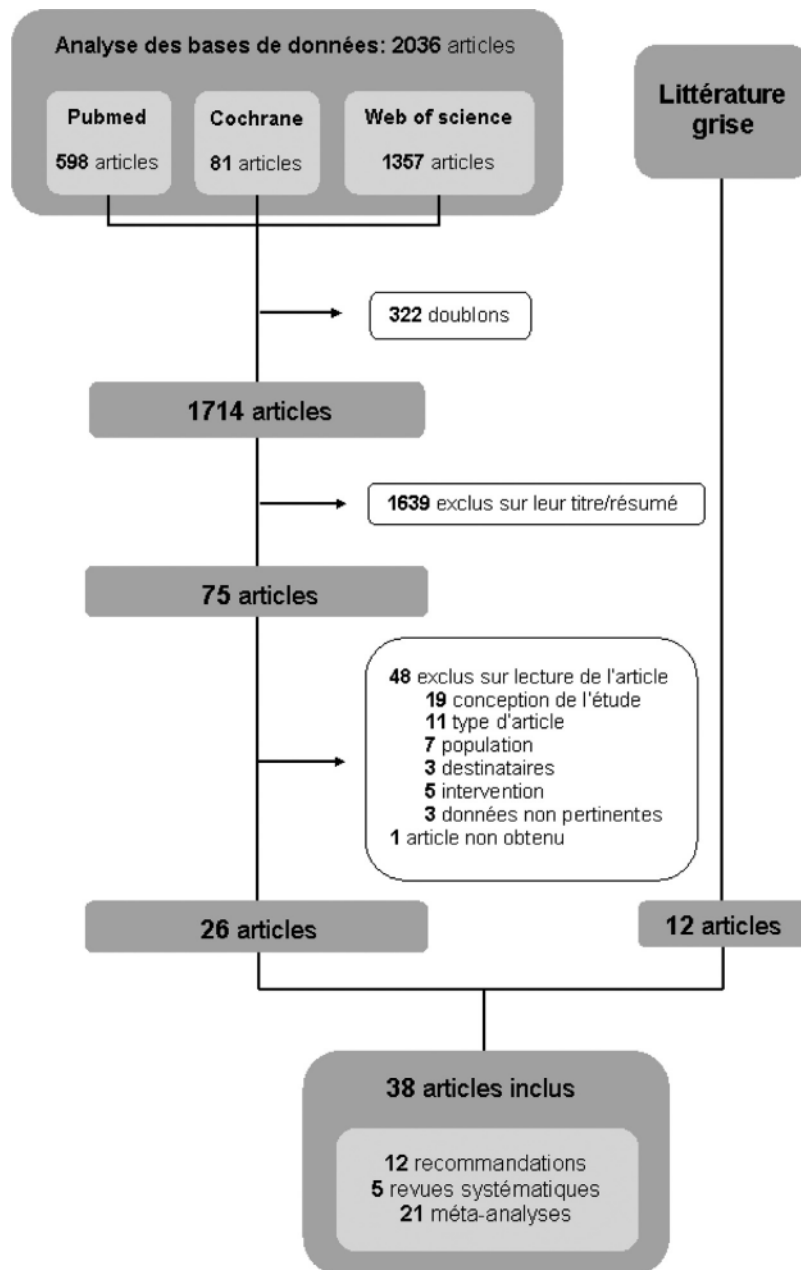 Analyse des bases de données: 2036 articles
Pubmed
598 articles
Cochrane
81 articles
Web of science
1357 articles
Littérature
grise
322 doublons
1714 articles
1639 exclus sur leur titre/résumé
75 articles
48 exclus sur lecture de l'article
19 conception de l'étude
11 type d'article
7 population
3 destinataires
5 intervention
3 données non pertinentes
1 article non obtenu
26 articles
12 articles
38 articles inclus
12 recommandations
5 revues systématiques
21 méta-analyses